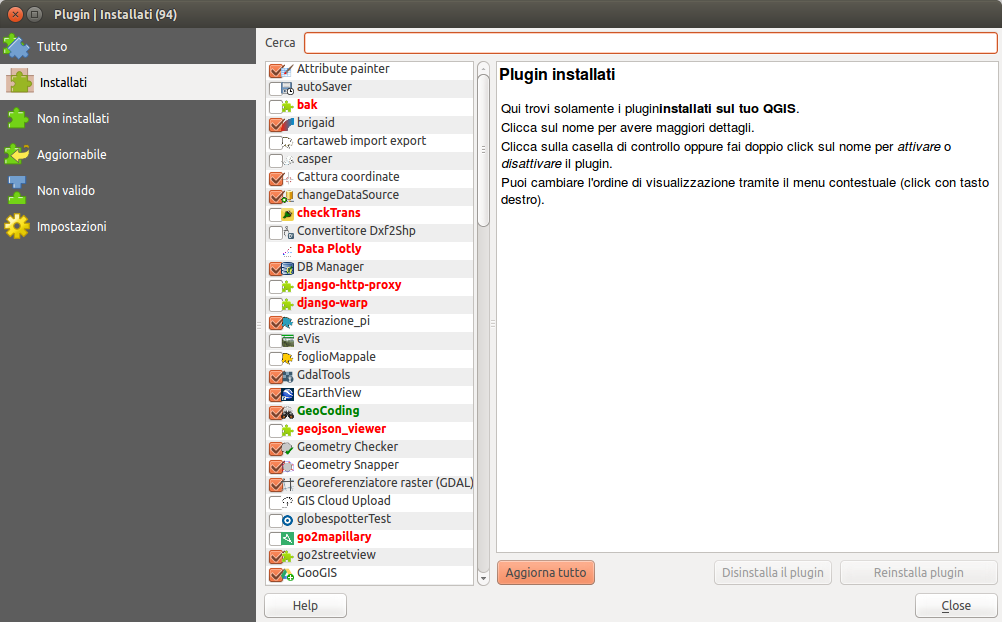 Plugin | Installati (94)
Tutto
Installati
Non installati
Aggiornabile
Non valido
Impostazioni
Cerca
Attribute painter
autoSaver
bak
brigaid
cartaweb import export
casper
Cattura coordinate
changeDataSource
checkTrans
Convertitore Dxf2Shp
Data Plotly
DB Manager
django-http-proxy
django-warp
estrazione_pi
eVis
foglioMappale
GdalTools
GEarthView
GeoCoding
geojson_viewer
Geometry Checker
Geometry Snapper
Georeferenziatore raster (GDAL)
GIS Cloud Upload
globespotterTest
go2mapillary
go2streetview
GooGIS
Plugin installati
Qui trovi solamente i plugininstallati sul tuo QGIS.
Clicca sul nome per avere maggiori dettagli.
Clicca sulla casella di controllo oppure fai doppio click sul nome per attivare o
disattivare il plugin.
Puoi cambiare l'ordine di visualizzazione tramite il menu contestuale (click con tasto
destro).
Aggiorna tutto
Disinstalla il plugin
Reinstalla plugin
Help
Close